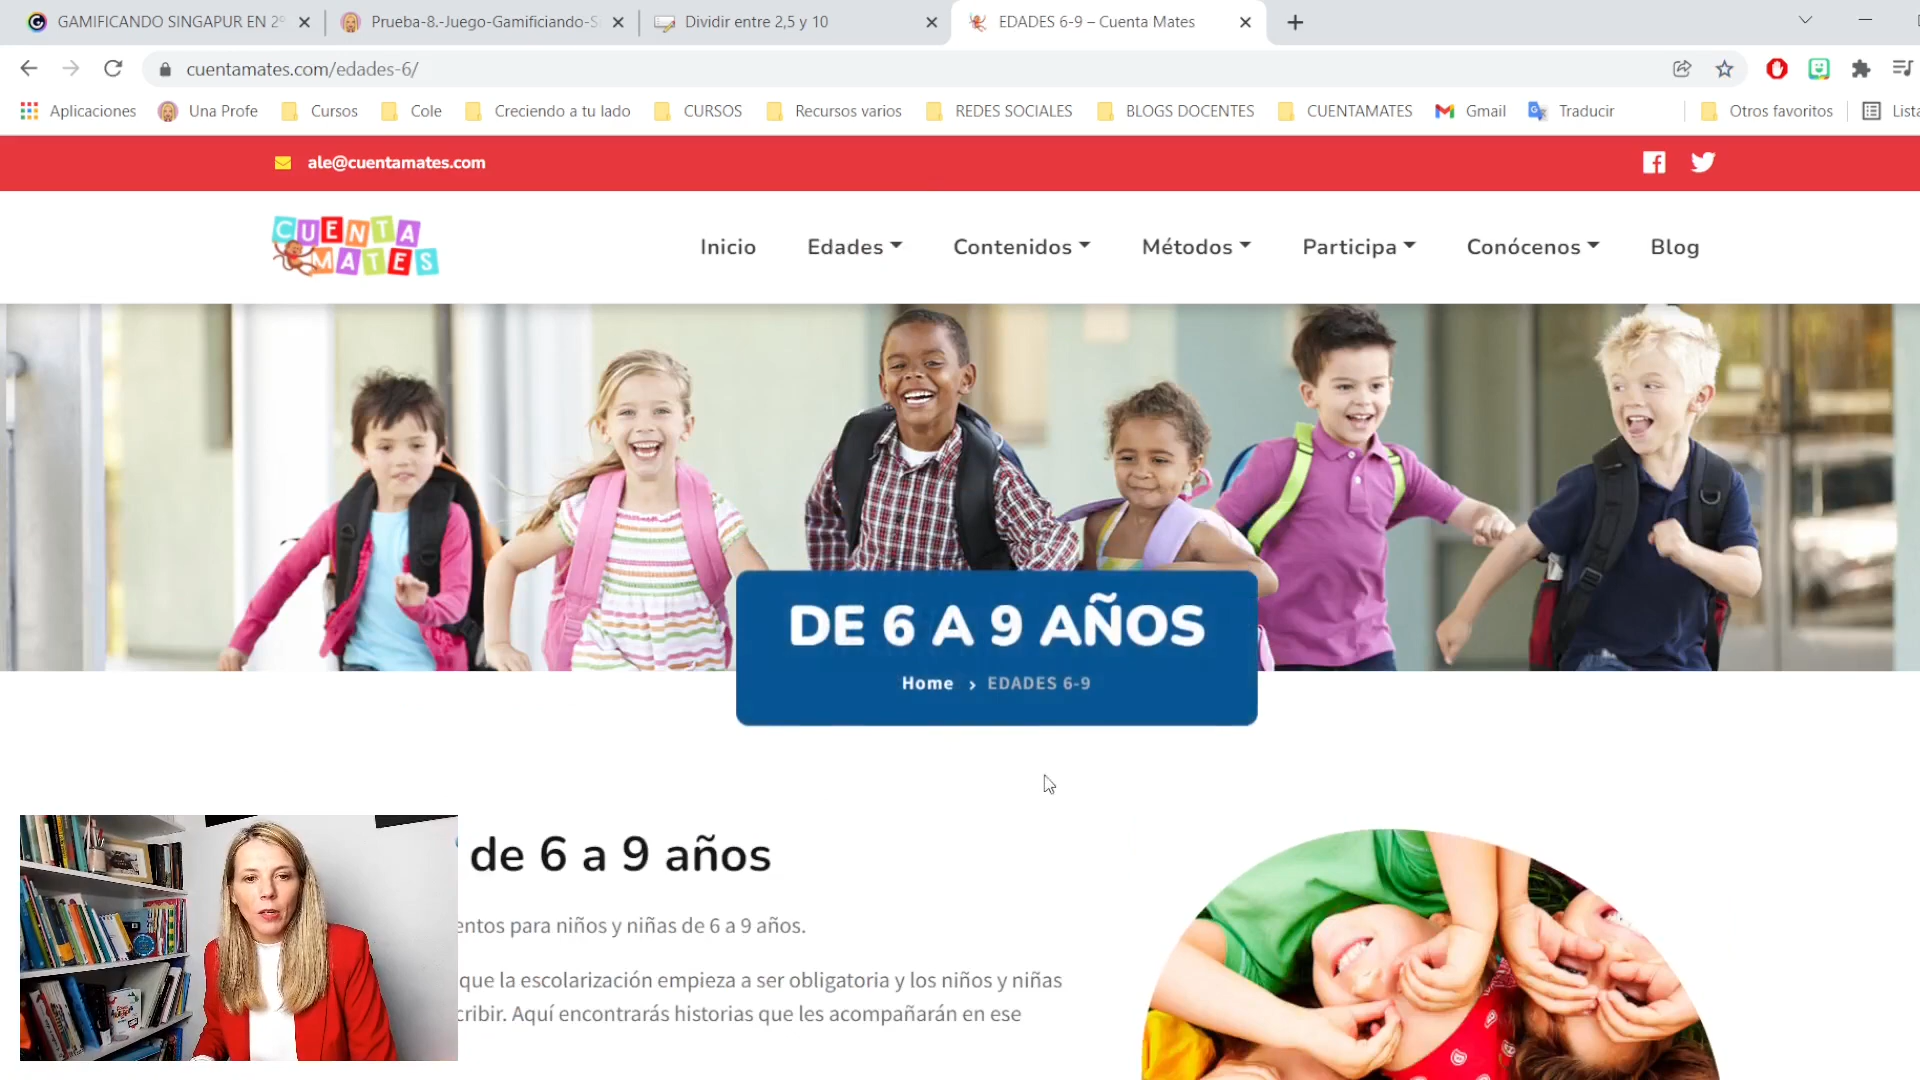 GAMIFICANDO SINGAPUR EN 2º
Prueba-8.-Juego-Gamificiando-S
Dividir entre 2,5 y 10
EDADES 6-9 – Cuenta Mates
cuentamates.com/edades-6/
Aplicaciones
Una Profe
Cursos
Cole
Creciendo a tu lado
CURSOS
Recursos varios
REDES SOCIALES
BLOGS DOCENTES
CUENTAMATES
Gmail
Traducir
Otros favoritos
Lista
ale@cuentamates.com
CUENTA
MATES
Inicio
Edades
Contenidos
Métodos
Participa
Conócenos
Blog
DE 6 A 9 AÑOS
Home > EDADES 6-9
de 6 a 9 años
entos para niños y niñas de 6 a 9 años.
que la escolarización empieza a ser obligatoria y los niños y niñas
cribir. Aquí encontrarás historias que les acompañarán en ese